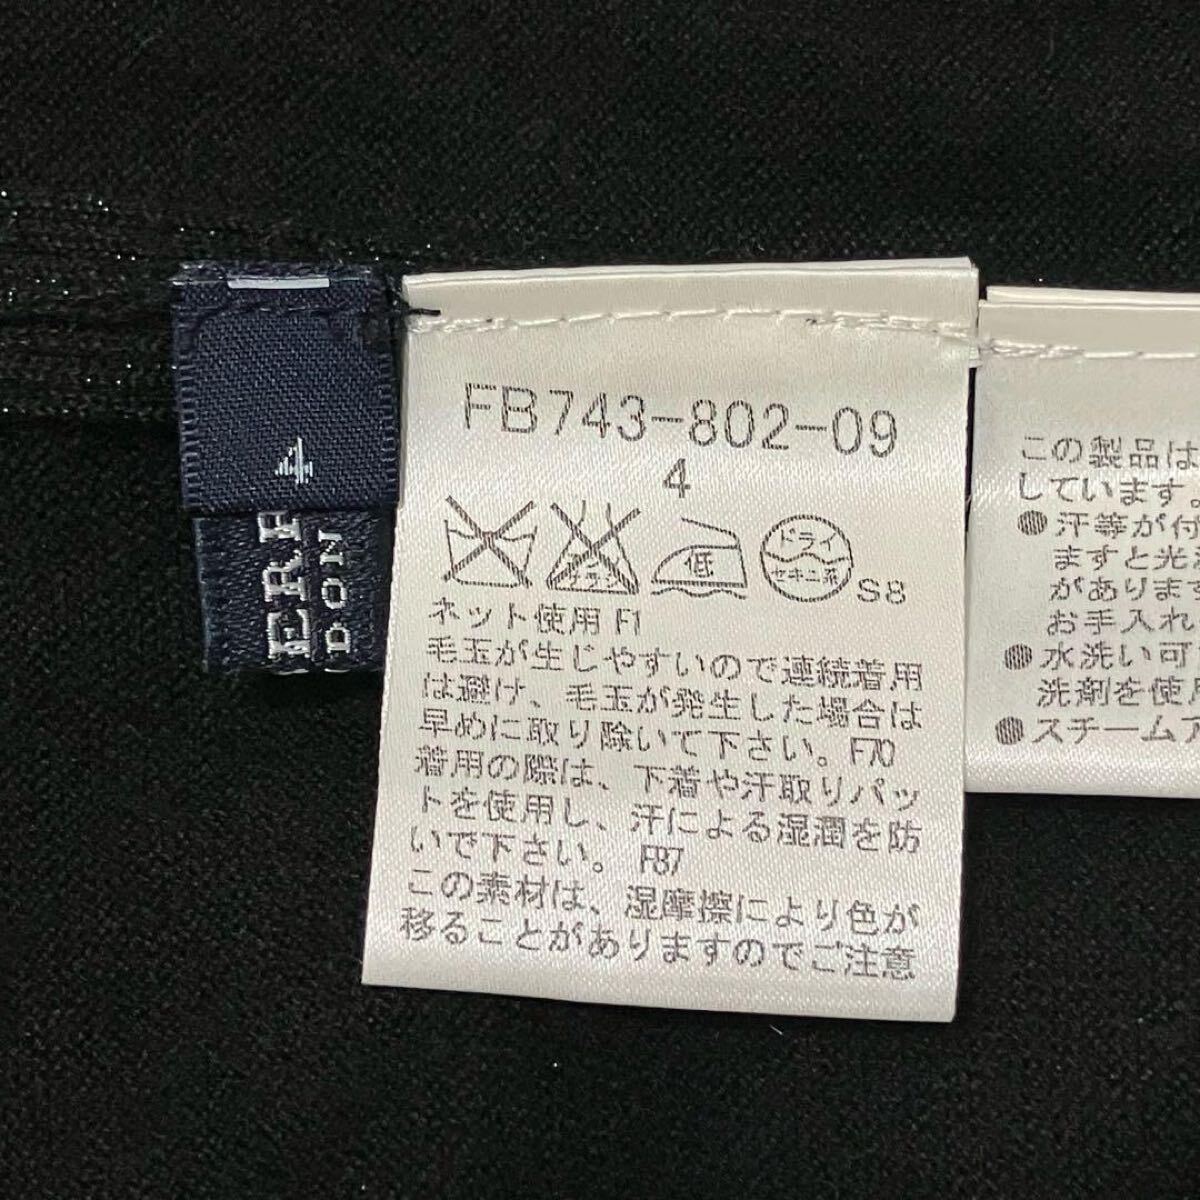 4
DON
FB743-802-09
4
エンソ
サラシ
低
ドライ
セキユ系
S8
ネット使用 F1
毛玉が生じやすいので連続着用
は避け、毛玉が発生した場合は
早めに取り除いて下さい。F70
着用の際は、下着や汗取りパッ
トを使用し、汗による湿潤を防
いで下さい。 F87
この素材は、湿摩擦により色が
移ることがありますのでご注意
この製品は
しています。
汗等が付
ますと光
があります
お手入れ
水洗い可
洗剤を使
スチームア